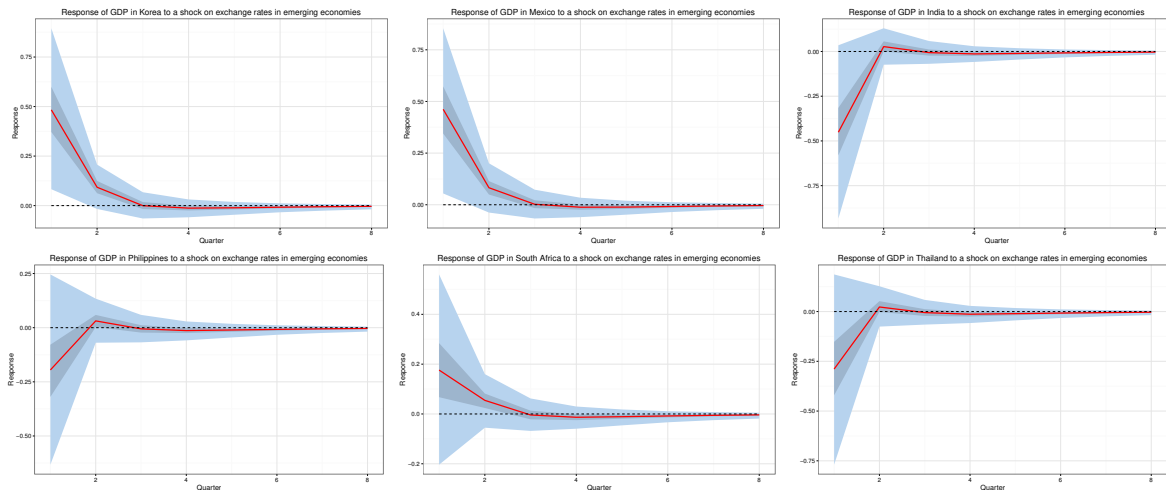 Response of GDP in Korea to a shock on exchange rates in emerging economies
Response
0.75
0.50
0.25
0.00
2
4
6
8
Quarter
Response of GDP in Mexico to a shock on exchange rates in emerging economies
Response
0.75
0.50
0.25
0.00
2
4
6
8
Quarter
Response of GDP in India to a shock on exchange rates in emerging economies
Response
0.00
−0.25
−0.50
−0.75
2
4
6
8
Quarter
Response of GDP in Philippines to a shock on exchange rates in emerging economies
Response
0.25
0.00
−0.25
−0.50
2
4
6
8
Quarter
Response of GDP in South Africa to a shock on exchange rates in emerging economies
Response
0.4
0.2
0.0
−0.2
2
4
6
8
Quarter
Response of GDP in Thailand to a shock on exchange rates in emerging economies
Response
0.00
−0.25
−0.50
−0.75
2
4
6
8
Quarter